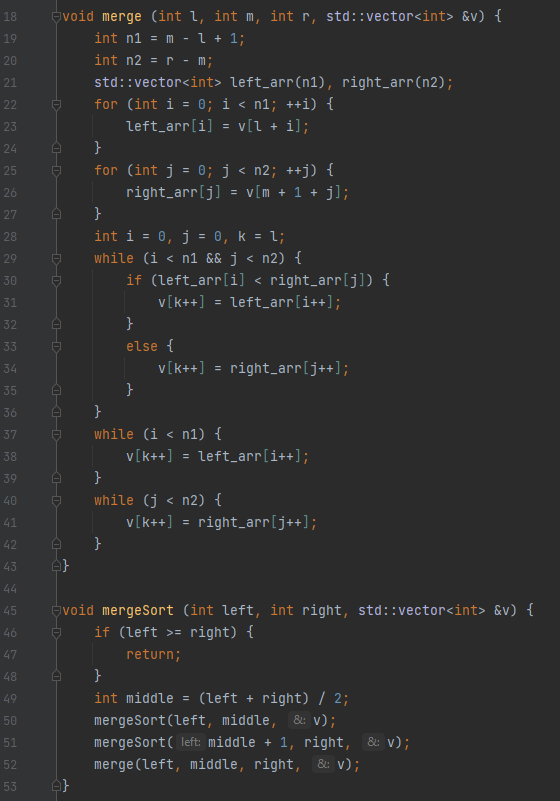 18 void merge (int l, int m, int r, std::vector<int> &v) {
19     int n1 = m - l + 1;
20     int n2 = r - m;
21     std::vector<int> left_arr(n1), right_arr(n2);
22     for (int i = 0; i < n1; ++i) {
23         left_arr[i] = v[l + i];
24     }
25     for (int j = 0; j < n2; ++j) {
26         right_arr[j] = v[m + 1 + j];
27     }
28     int i = 0, j = 0, k = l;
29     while (i < n1 && j < n2) {
30         if (left_arr[i] < right_arr[j]) {
31             v[k++] = left_arr[i++];
32         }
33         else {
34             v[k++] = right_arr[j++];
35         }
36     }
37     while (i < n1) {
38         v[k++] = left_arr[i++];
39     }
40     while (j < n2) {
41         v[k++] = right_arr[j++];
42     }
43 }
44
45 void mergeSort (int left, int right, std::vector<int> &v) {
46     if (left >= right) {
47         return;
48     }
49     int middle = (left + right) / 2;
50     mergeSort(left, middle, &: v);
51     mergeSort( left: middle + 1, right, &: v);
52     merge(left, middle, right, &: v);
53 }